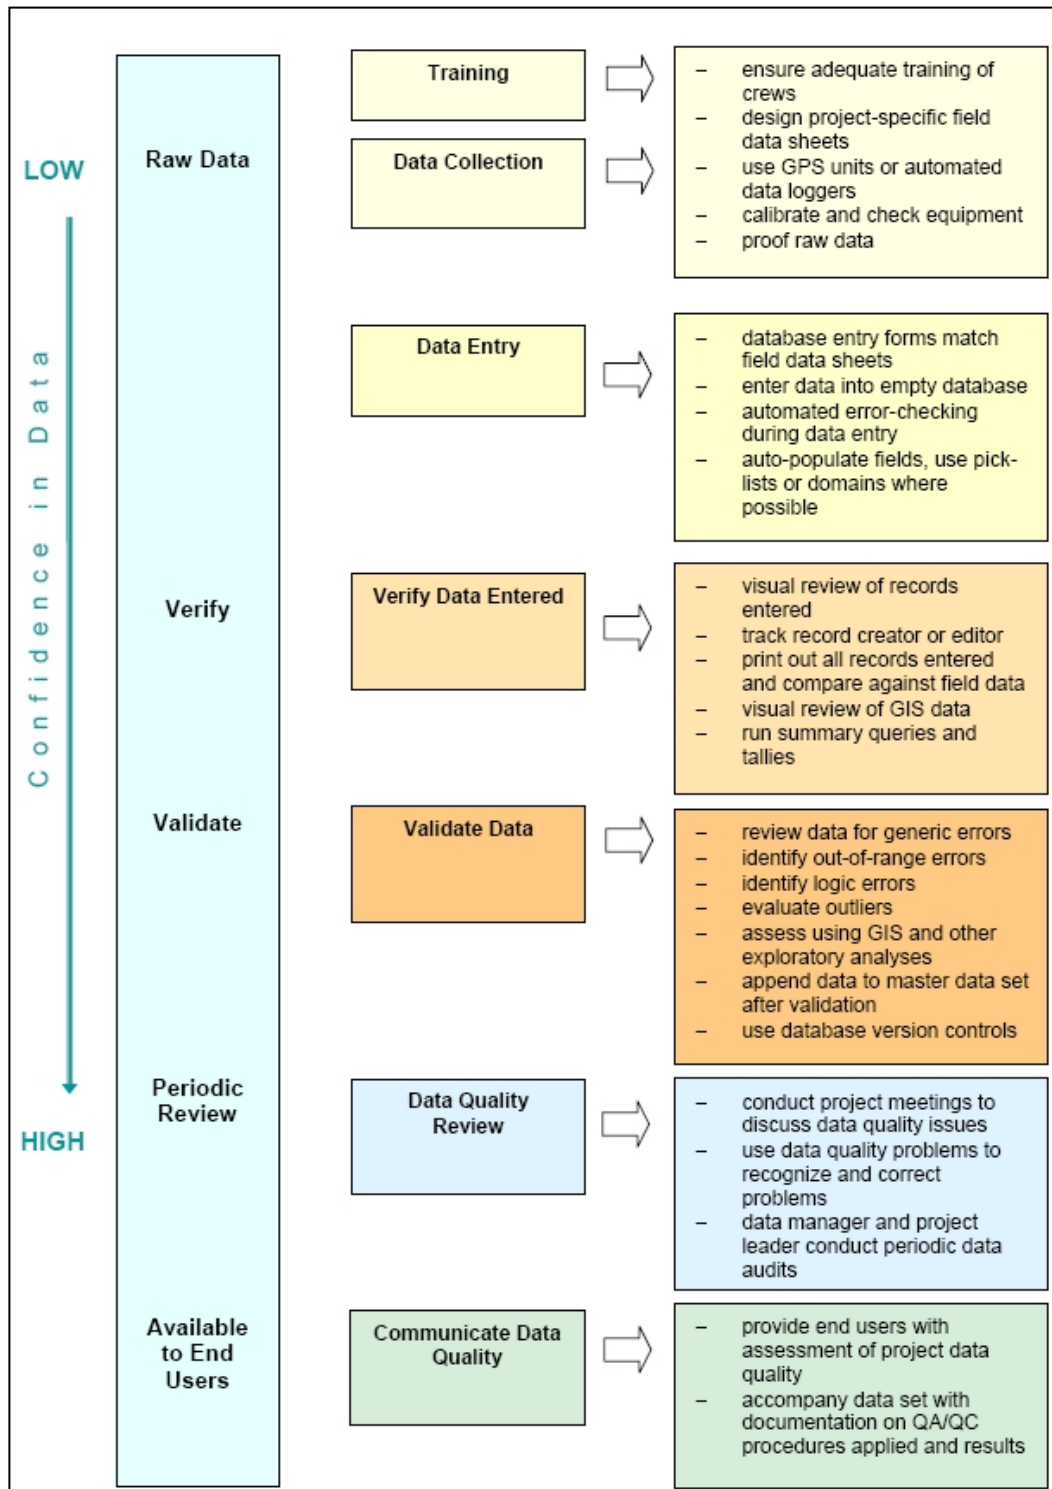 LOW
Confidence in Data
HIGH
Raw Data
Verify
Validate
Periodic
Review
Available
to End
Users
Training
Data Collection
– ensure adequate training of
crews
– design project-specific field
data sheets
– use GPS units or automated
data loggers
– calibrate and check equipment
– proof raw data
Data Entry
– database entry forms match
field data sheets
– enter data into empty database
– automated error-checking
during data entry
– auto-populate fields, use pick-
lists or domains where
possible
Verify Data Entered
– visual review of records
entered
– track record creator or editor
– print out all records entered
and compare against field data
– visual review of GIS data
– run summary queries and
tallies
Validate Data
– review data for generic errors
– identify out-of-range errors
– identify logic errors
– evaluate outliers
– assess using GIS and other
exploratory analyses
– append data to master data set
after validation
– use database version controls
Data Quality
Review
– conduct project meetings to
discuss data quality issues
– use data quality problems to
recognize and correct
problems
– data manager and project
leader conduct periodic data
audits
Communicate Data
Quality
– provide end users with
assessment of project data
quality
– accompany data set with
documentation on QA/QC
procedures applied and results